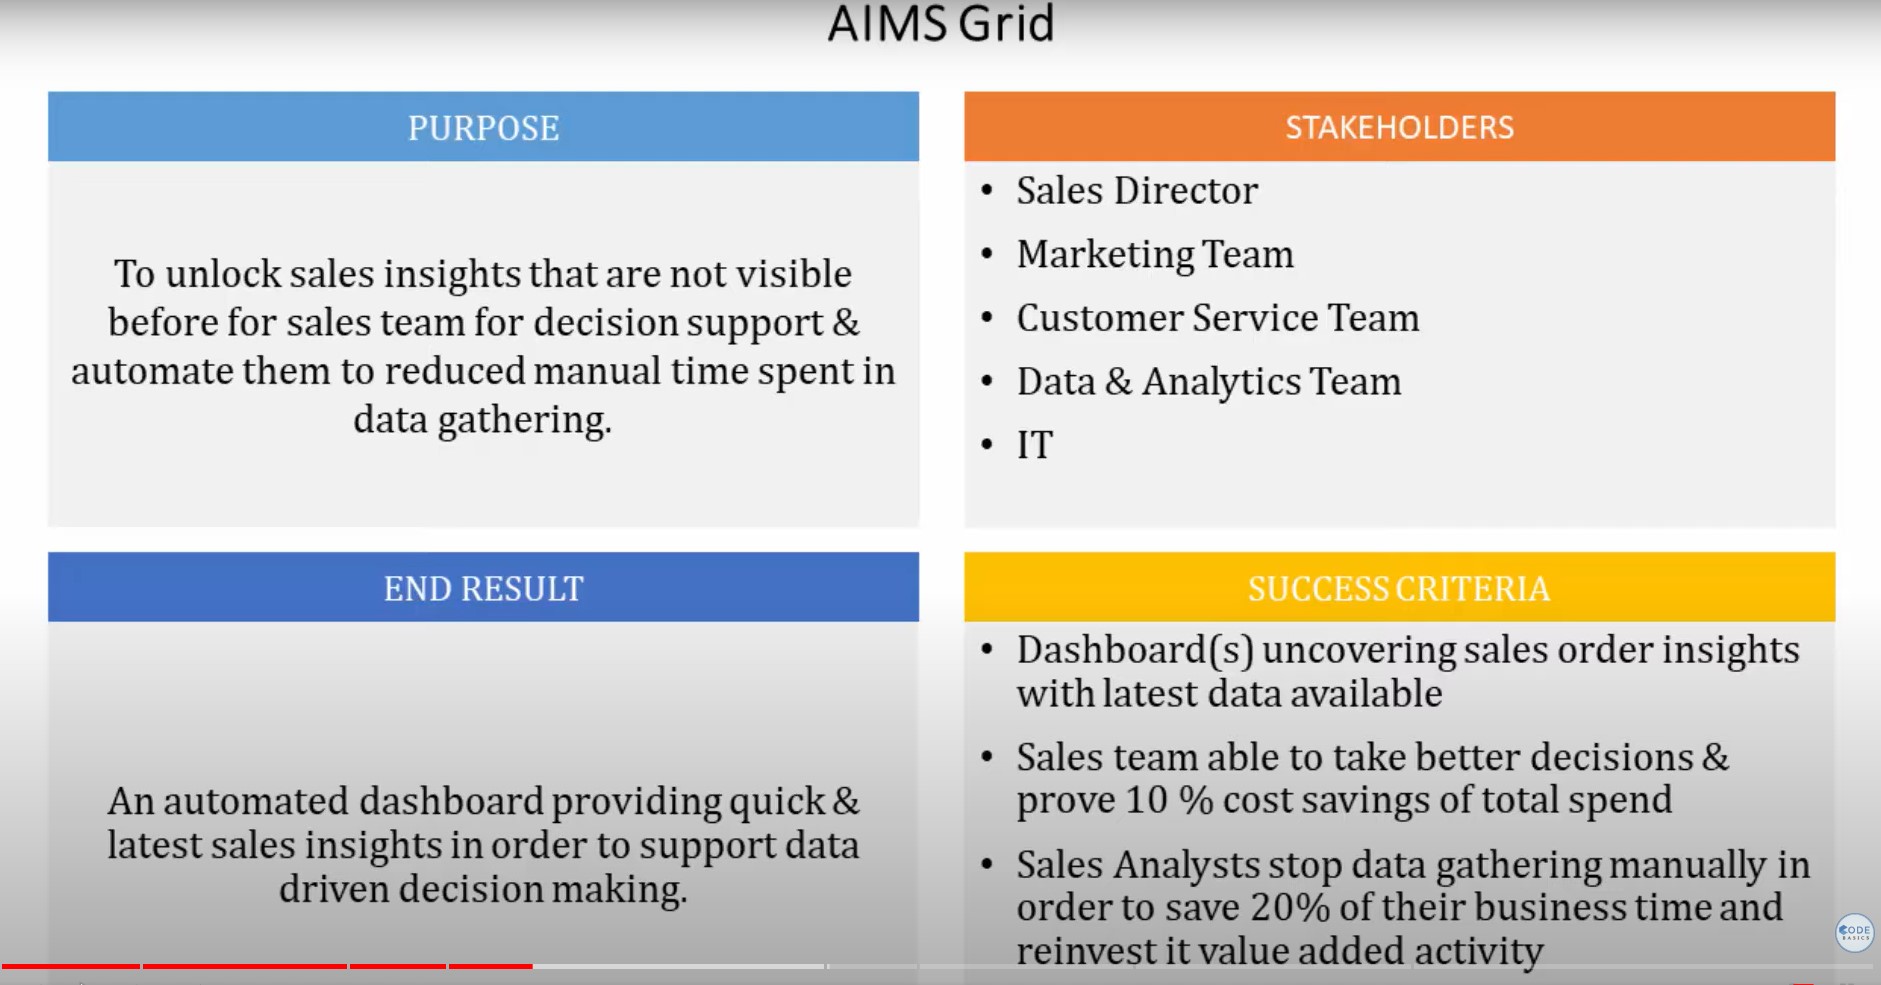 AIMS Grid
PURPOSE
To unlock sales insights that are not visible
before for sales team for decision support &
automate them to reduced manual time spent in
data gathering.
STAKEHOLDERS
• Sales Director
• Marketing Team
• Customer Service Team
• Data & Analytics Team
• IT
END RESULT
An automated dashboard providing quick &
latest sales insights in order to support data
driven decision making.
SUCCESS CRITERIA
• Dashboard(s) uncovering sales order insights
with latest data available
• Sales team able to take better decisions &
prove 10 % cost savings of total spend
• Sales Analysts stop data gathering manually in
order to save 20% of their business time and
reinvest it value added activity
CODE
BASICS